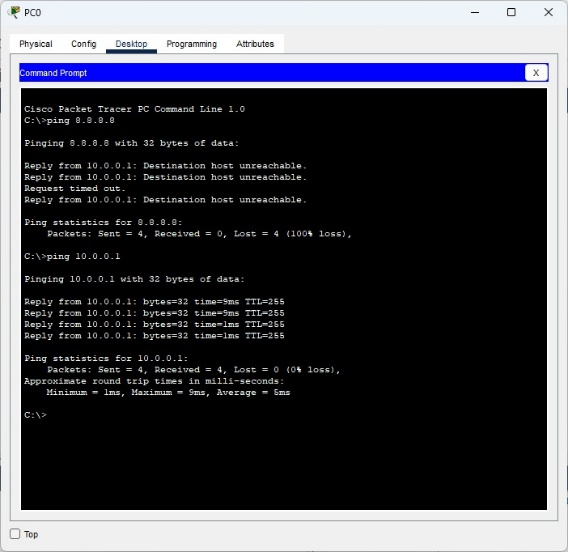 PC0
Physical Config Desktop Programming Attributes
Command Prompt
X
Cisco Packet Tracer PC Command Line 1.0
C:\>ping 8.8.8.8
Pinging 8.8.8.8 with 32 bytes of data:
Reply from 10.0.0.1: Destination host unreachable.
Reply from 10.0.0.1: Destination host unreachable.
Request timed out.
Reply from 10.0.0.1: Destination host unreachable.
Ping statistics for 8.8.8.8:
Packets: Sent = 4, Received = 0, Lost = 4 (100% loss),
C:\>ping 10.0.0.1
Pinging 10.0.0.1 with 32 bytes of data:
Reply from 10.0.0.1: bytes=32 time=9ms TTL=255
Reply from 10.0.0.1: bytes=32 time=9ms TTL=255
Reply from 10.0.0.1: bytes=32 time=1ms TTL=255
Reply from 10.0.0.1: bytes=32 time=1ms TTL=255
Ping statistics for 10.0.0.1:
Packets: Sent = 4, Received = 4, Lost = 0 (0% loss),
Approximate round trip times in milli-seconds:
Minimum = 1ms, Maximum = 9ms, Average = 5ms
C:\>
Top